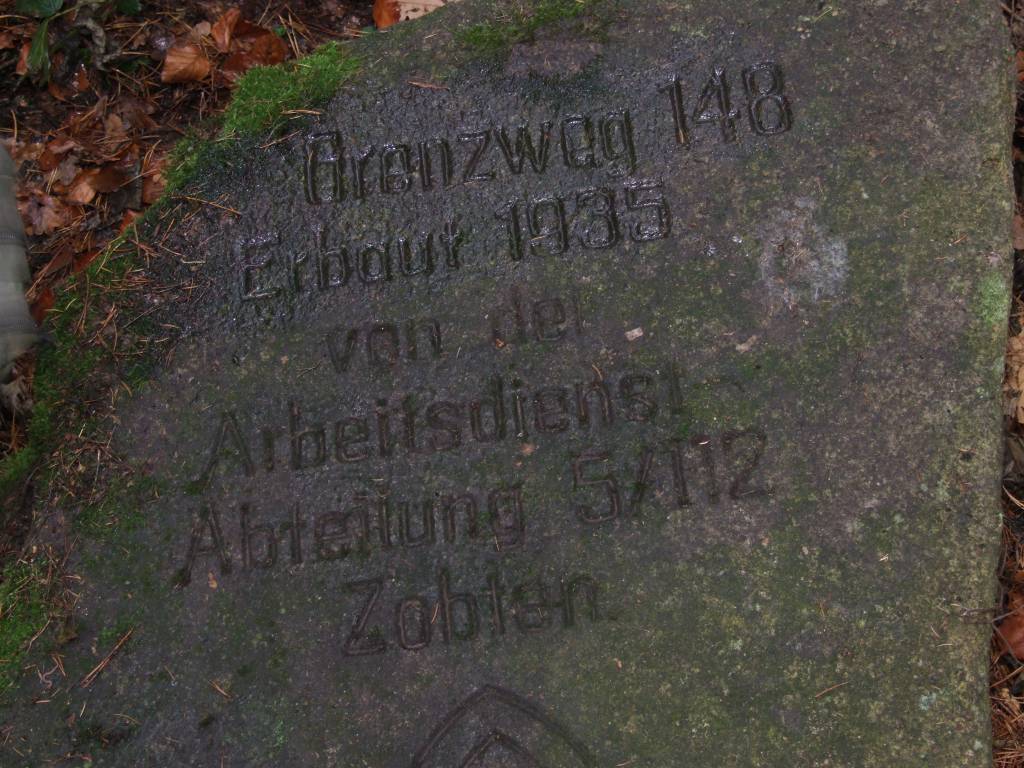 Grenzweg 148
Erbaut 1935
von der
Arbeitsdienst-
Abteilung 5/112
Zobten